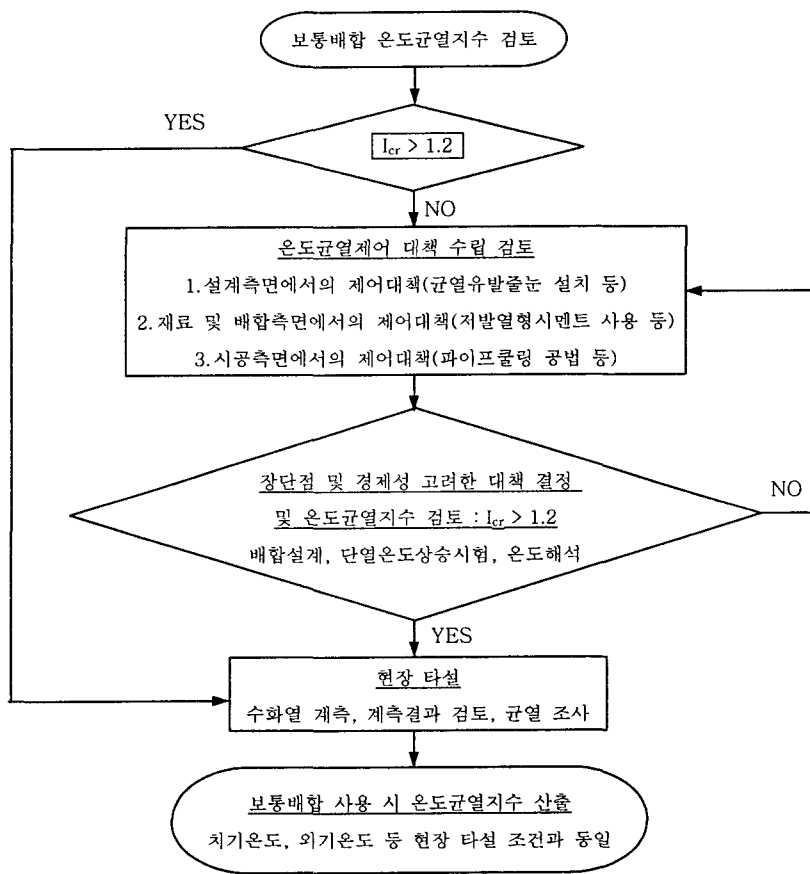 보통배합 온도균열지수 검토
YES
Icr > 1.2
NO
온도균열제어 대책 수립 검토
1.설계측면에서의 제어대책(균열유발줄눈 설치 등)
2.재료 및 배합측면에서의 제어대책(저발열형시멘트 사용 등)
3.시공측면에서의 제어대책(파이프쿨링 공법 등)
장단점 및 경제성 고려한 대책 결정
NO
및 온도균열지수 검토 : Icr > 1.2
배합설계, 단열온도상승시험, 온도해석
YES
현장 타설
수화열 계측, 계측결과 검토, 균열 조사
보통배합 사용 시 온도균열지수 산출
치기온도, 외기온도 등 현장 타설 조건과 동일